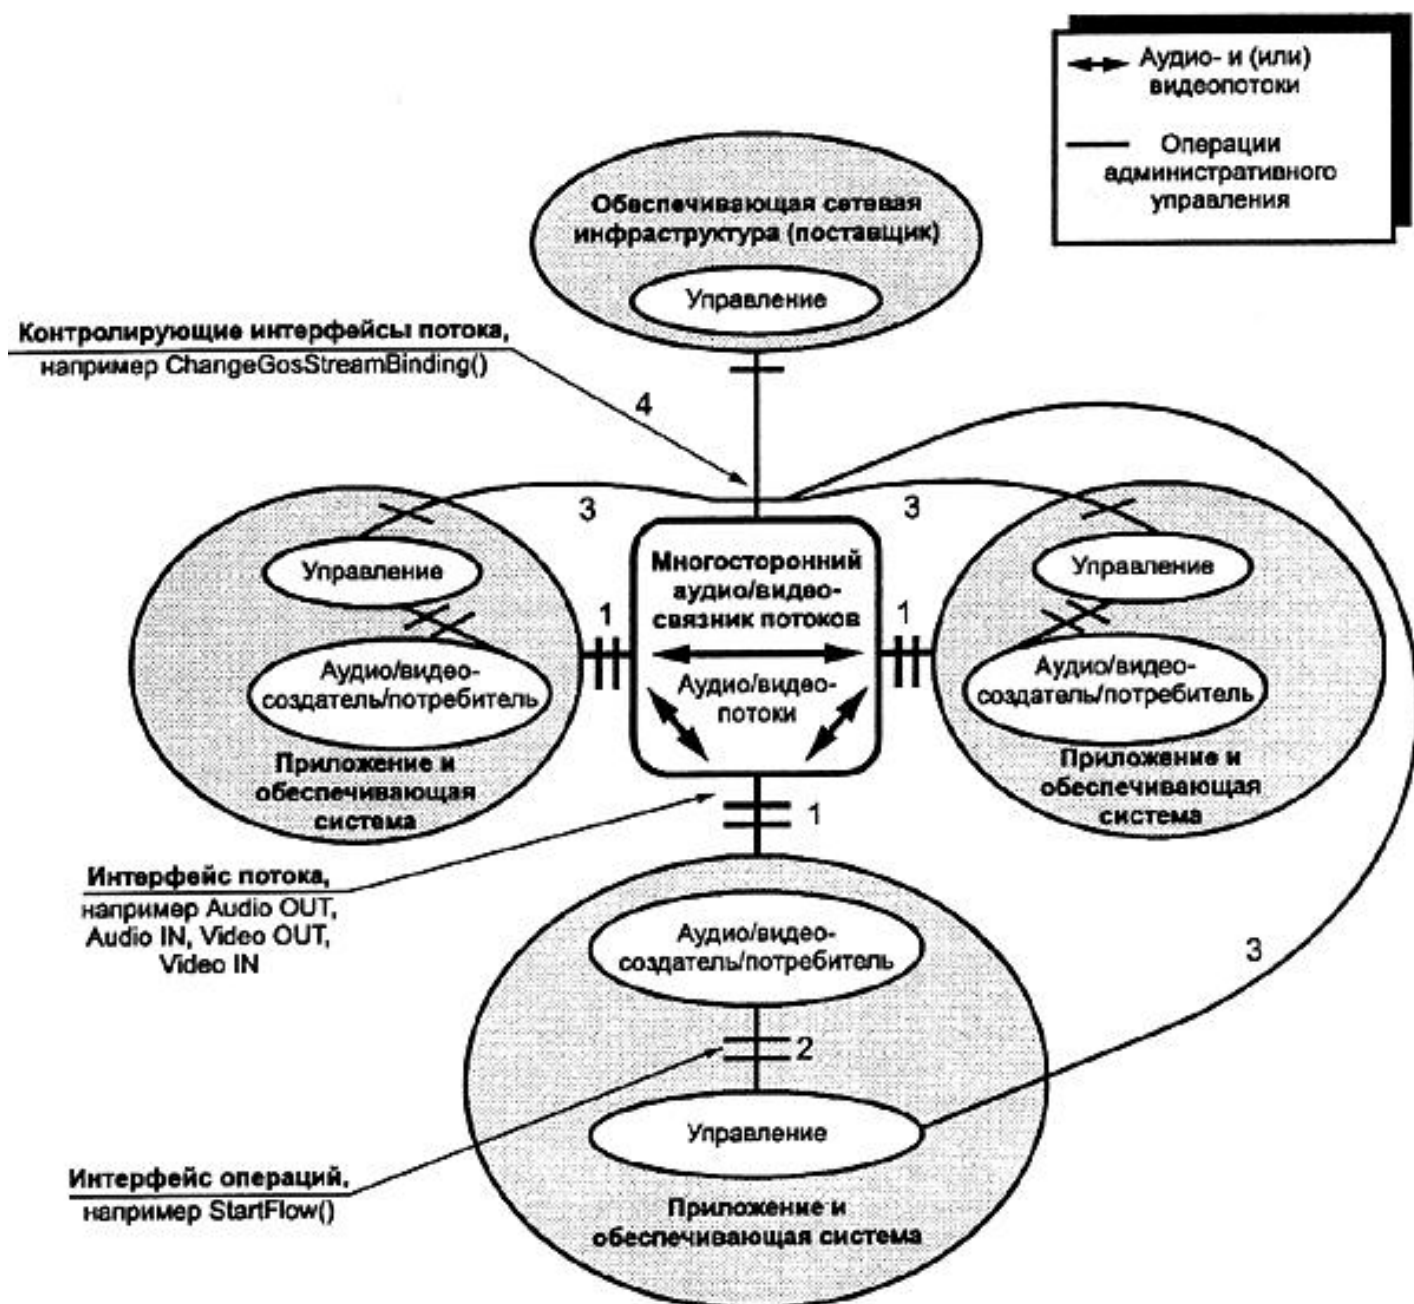 Аудио- и (или)
видеопотоки
Операции
административного
управления
Обеспечивающая сетевая
инфраструктура (поставщик)
Управление
Контролирующие интерфейсы потока,
например ChangeGosStreamBinding()
4
3
3
Управление
Многосторонний
аудио/видео-
связник потоков
Управление
1
1
Аудио/видео-
создатель/потребитель
Аудио/видео-
потоки
Аудио/видео-
создатель/потребитель
Приложение и
обеспечивающая
система
Приложение и
обеспечивающая
система
1
Интерфейс потока,
например Audio OUT,
Audio IN, Video OUT,
Video IN
Аудио/видео-
создатель/потребитель
3
2
Управление
Интерфейс операций,
например StartFlow()
Приложение и
обеспечивающая система